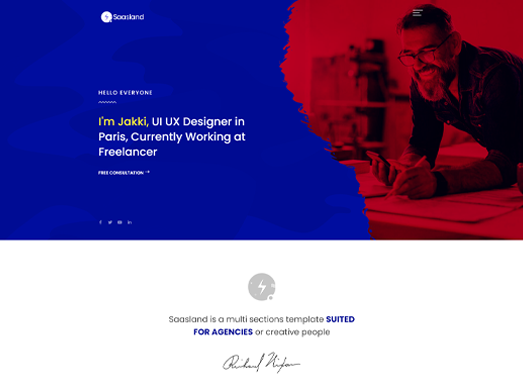 Saasland
HELLO EVERYONE
I'm Jakki, UI UX Designer in
Paris, Currently Working at
Freelancer
FREE CONSULTATION →
Saasland is a multi sections template SUITED
FOR AGENCIES or creative people
Richard Nixon